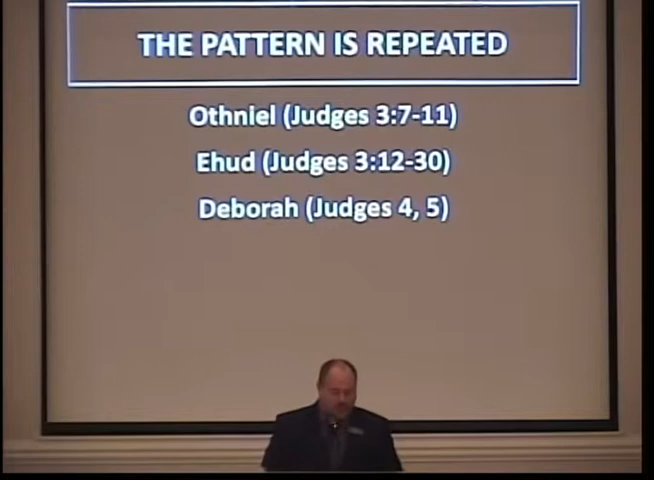 THE PATTERN IS REPEATED
Othniel (Judges 3:7-11)
Ehud (Judges 3:12-30)
Deborah (Judges 4, 5)